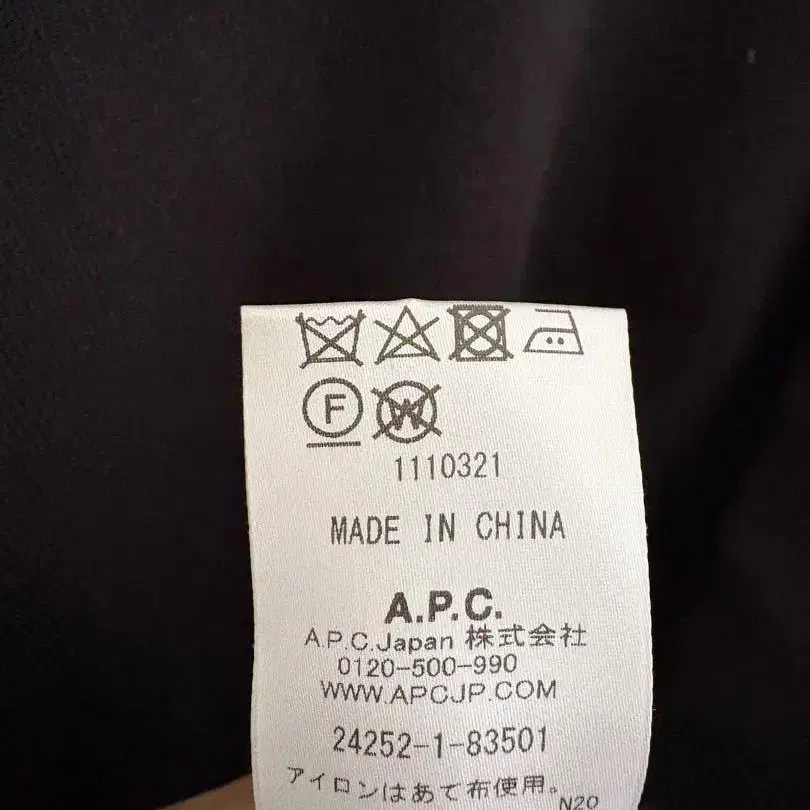 F W
1110321
MADE IN CHINA
A.P.C.
A.P.C.Japan 株式会社
0120-500-990
WWW.APCJP.COM
24252-1-83501
アイロンはあて布使用。
N20